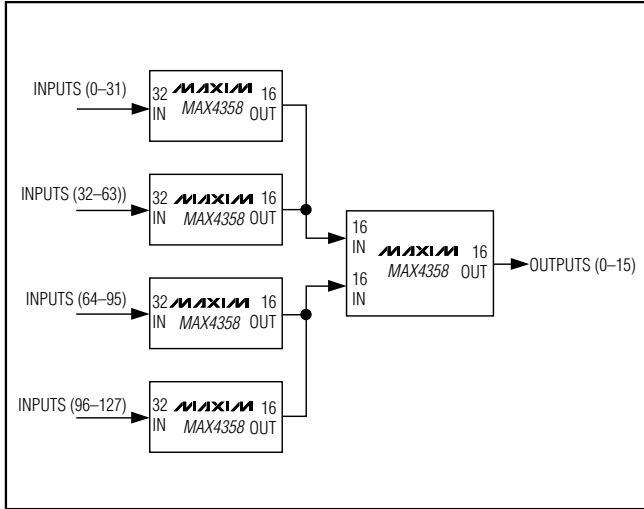 INPUTS (0–31)
32 MAXIM 16
IN MAX4358 OUT
INPUTS (32–63))
32 MAXIM 16
IN MAX4358 OUT
16
IN
MAXIM 16
MAX4358 OUT
16
IN
OUTPUTS (0–15)
INPUTS (64–95)
32 MAXIM 16
IN MAX4358 OUT
INPUTS (96–127)
32 MAXIM 16
IN MAX4358 OUT